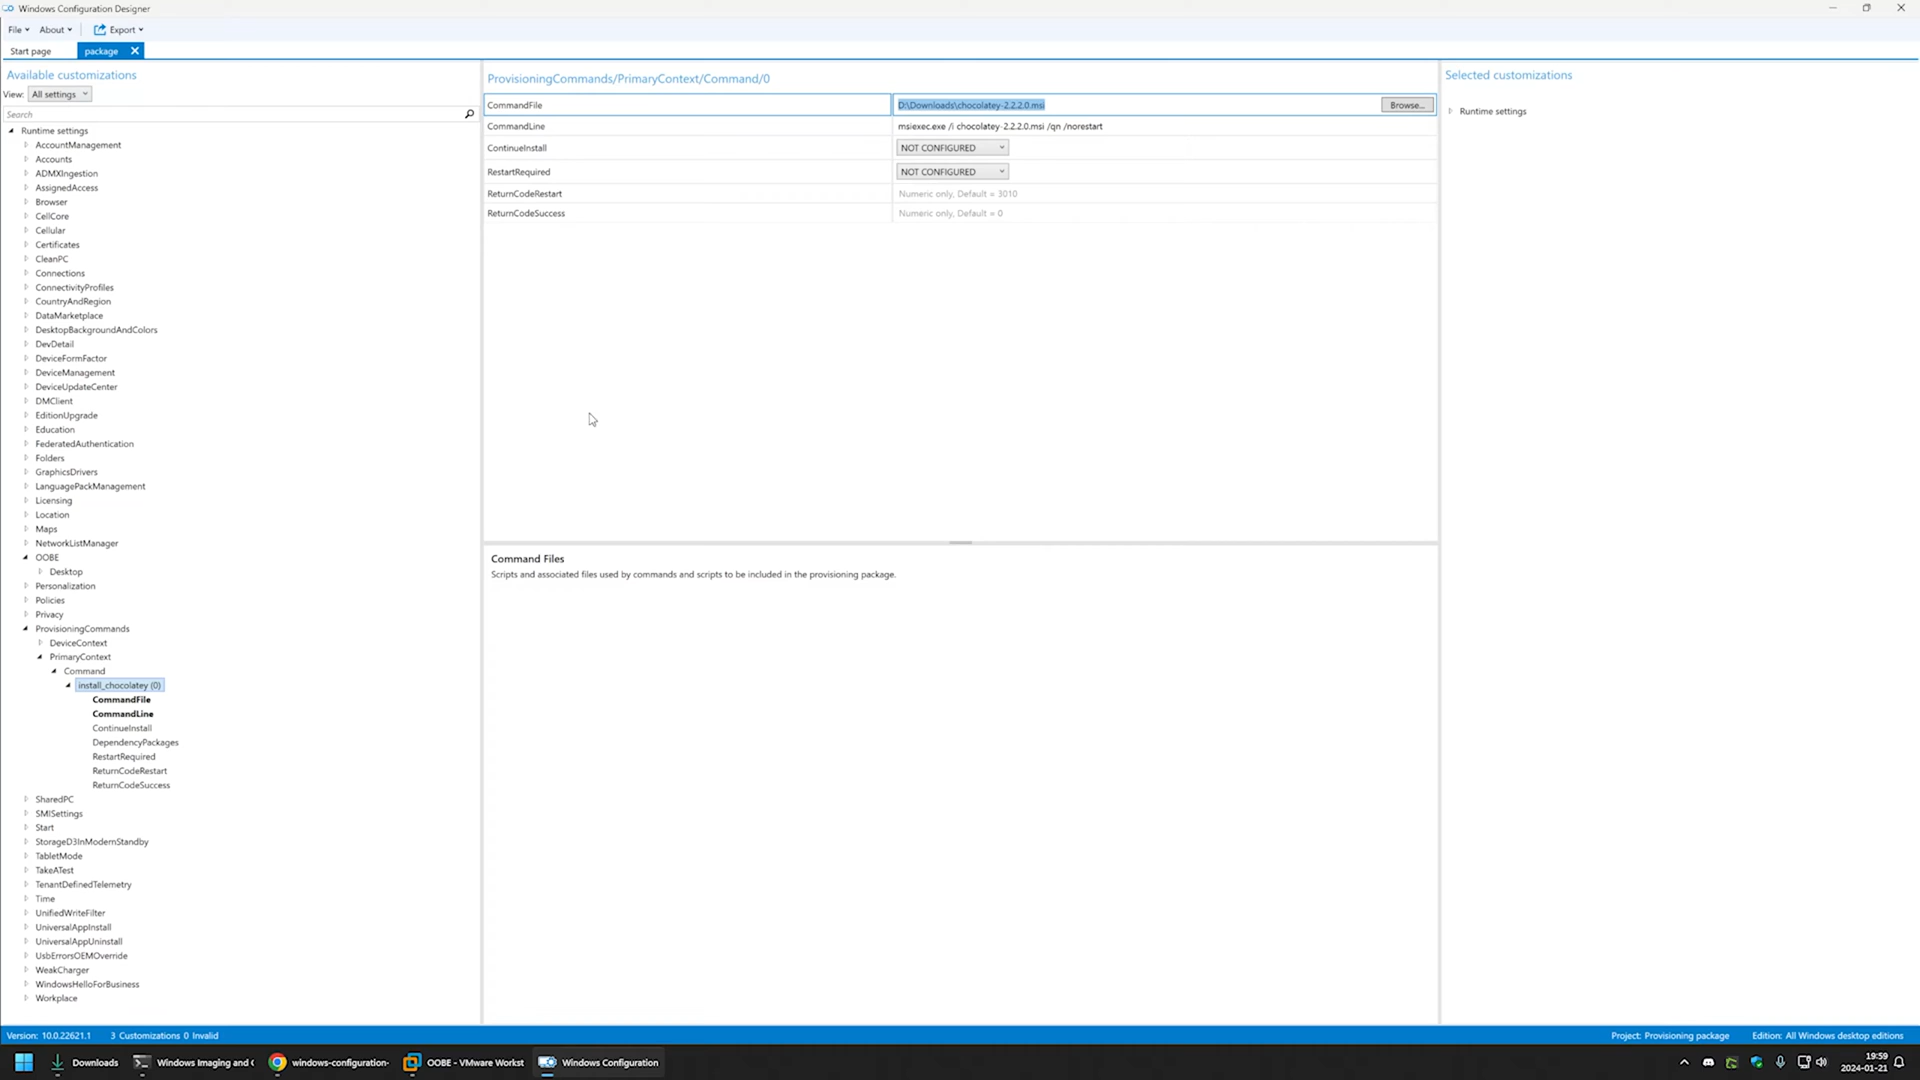 Windows Configuration Designer
File About Export
Start page package
Available customizations
View: All settings
Search
Runtime settings
AccountManagement
Accounts
ADMXIngestion
AssignedAccess
Browser
CellCore
Cellular
Certificates
CleanPC
Connections
ConnectivityProfiles
CountryAndRegion
DataMarketplace
DesktopBackgroundAndColors
DevDetail
DeviceFormFactor
DeviceManagement
DeviceUpdateCenter
DMClient
EditionUpgrade
Education
FederatedAuthentication
Folders
GraphicsDrivers
LanguagePackManagement
Licensing
Location
Maps
NetworkListManager
OOBE
Desktop
Personalization
Policies
Privacy
ProvisioningCommands
DeviceContext
PrimaryContext
Command
install_chocolatey (0)
CommandFile
CommandLine
ContinueInstall
DependencyPackages
RestartRequired
ReturnCodeRestart
ReturnCodeSuccess
SharedPC
SMISettings
Start
StorageD3InModernStandby
TabletMode
TakeATest
TenantDefinedTelemetry
Time
UnifiedWriteFilter
UniversalAppInstall
UniversalAppUninstall
UsbErrorsOEMOverride
WeakCharger
WindowsHelloForBusiness
Workplace
ProvisioningCommands/PrimaryContext/Command/0
CommandFile D:\Downloads\chocolatey-2.2.2.0.msi Browse...
CommandLine msiexec.exe /i chocolatey-2.2.2.0.msi /qn /norestart
ContinueInstall NOT CONFIGURED
RestartRequired NOT CONFIGURED
ReturnCodeRestart Numeric only, Default = 3010
ReturnCodeSuccess Numeric only, Default = 0
Command Files
Scripts and associated files used by commands and scripts to be included in the provisioning package.
Selected customizations
Runtime settings
Version: 10.0.22621.1 3 Customizations 0 Invalid Project: Provisioning package Edition: All Windows desktop editions
Downloads Windows Imaging and C windows-configuration- OOBE - VMware Workst Windows Configuration 19:59
2024-01-21